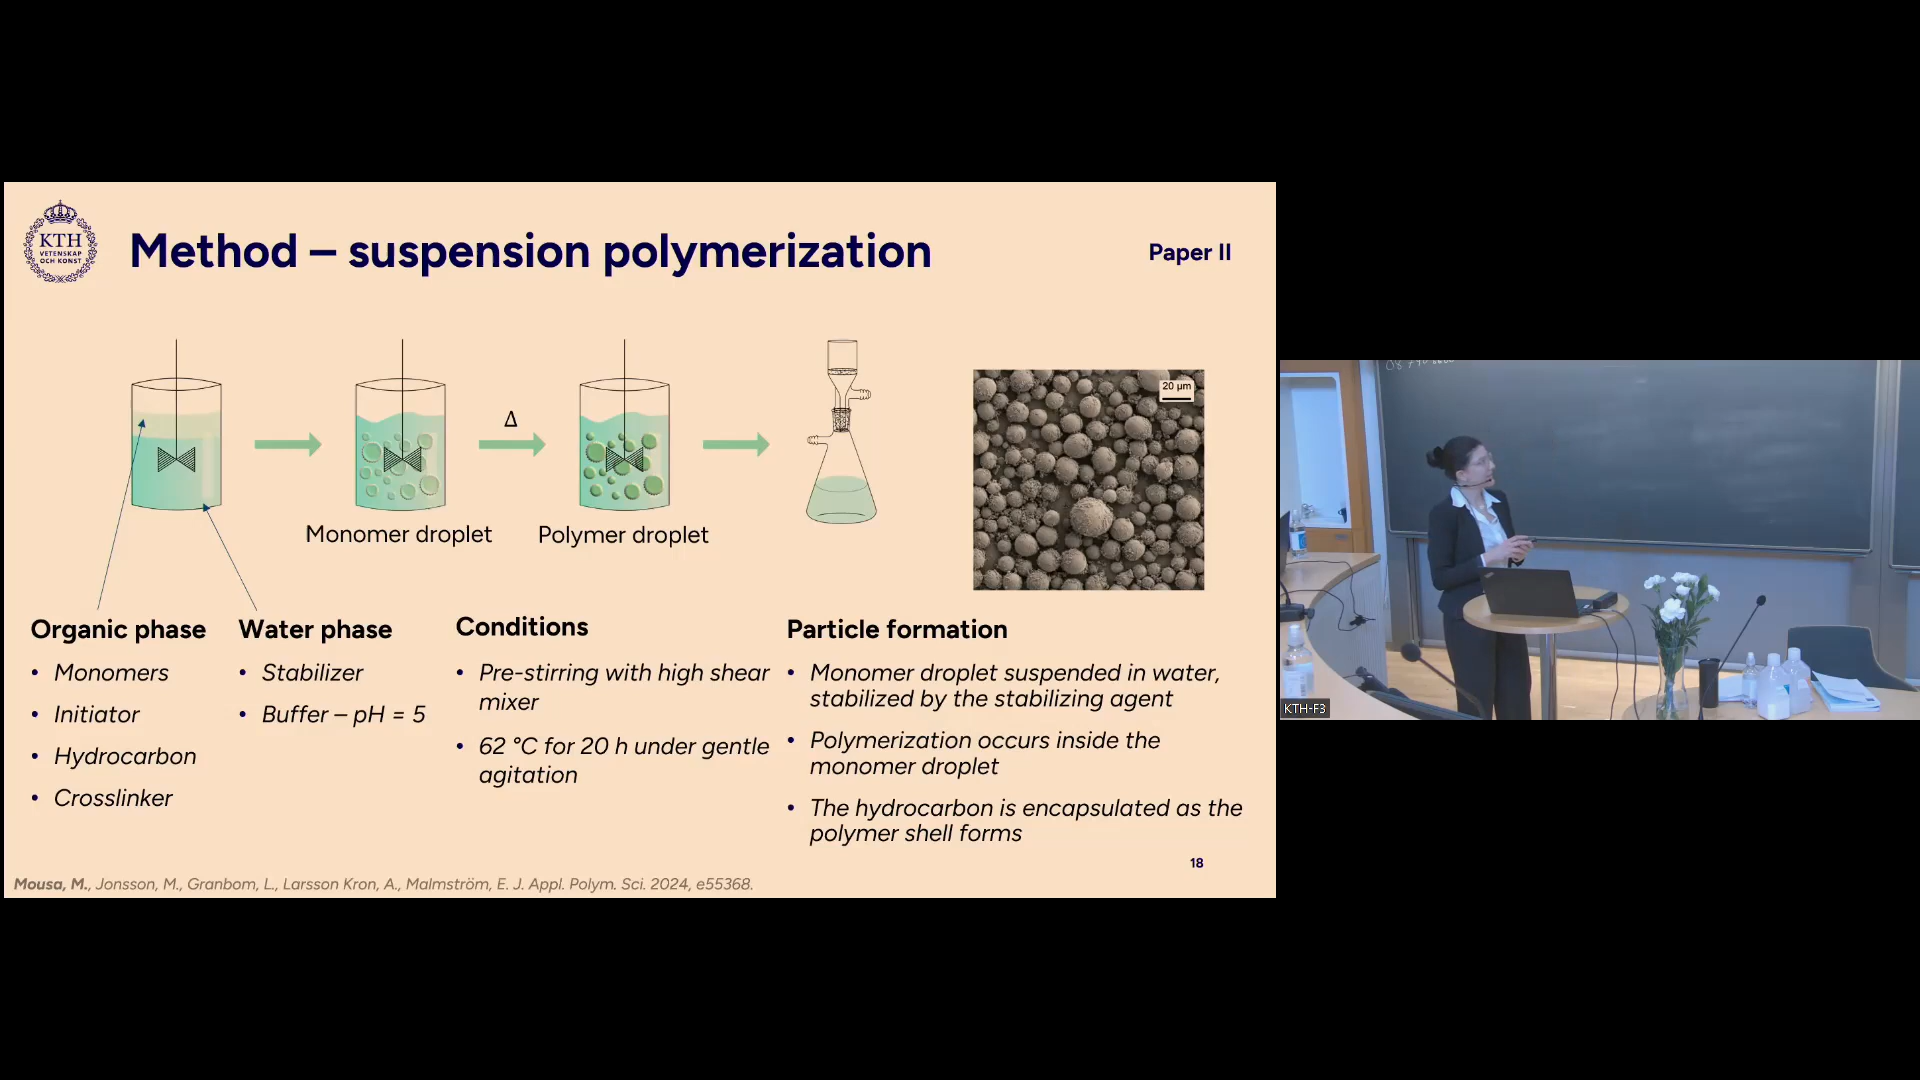 KTH
VETENSKAP
OCH KONST
Method – suspension polymerization
Paper II
20 µm
Δ
Monomer droplet
Polymer droplet
Organic phase
• Monomers
• Initiator
• Hydrocarbon
• Crosslinker
Water phase
• Stabilizer
• Buffer – pH = 5
Conditions
• Pre-stirring with high shear
mixer
• 62 °C for 20 h under gentle
agitation
Particle formation
• Monomer droplet suspended in water,
stabilized by the stabilizing agent
• Polymerization occurs inside the
monomer droplet
• The hydrocarbon is encapsulated as the
polymer shell forms
18
Mousa, M., Jonsson, M., Granbom, L., Larsson Kron, A., Malmström, E. J. Appl. Polym. Sci. 2024, e55368.
KTH-F3